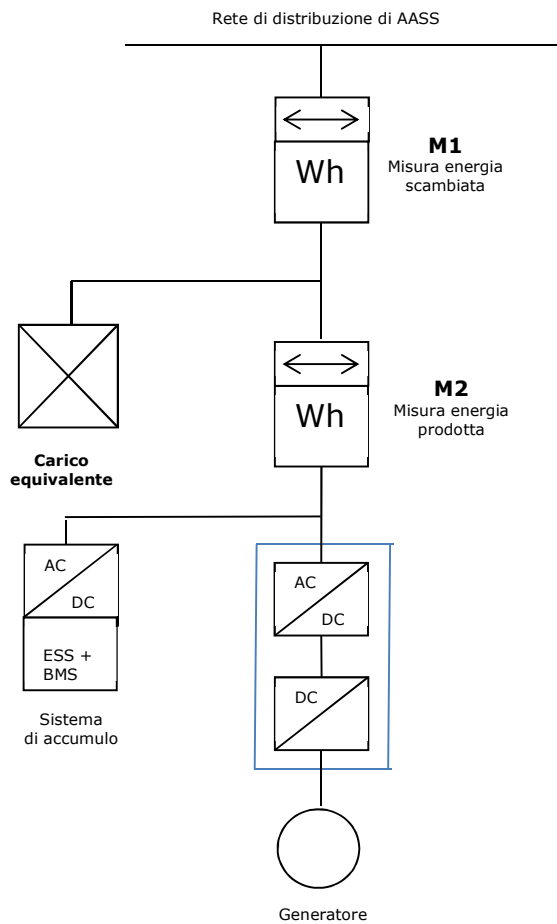 Rete di distribuzione di AASS
M1
Misura energia
scambiata
Wh
M2
Misura energia
prodotta
Wh
Carico
equivalente
AC
DC
ESS +
BMS
Sistema
di accumulo
AC
DC
DC
Generatore